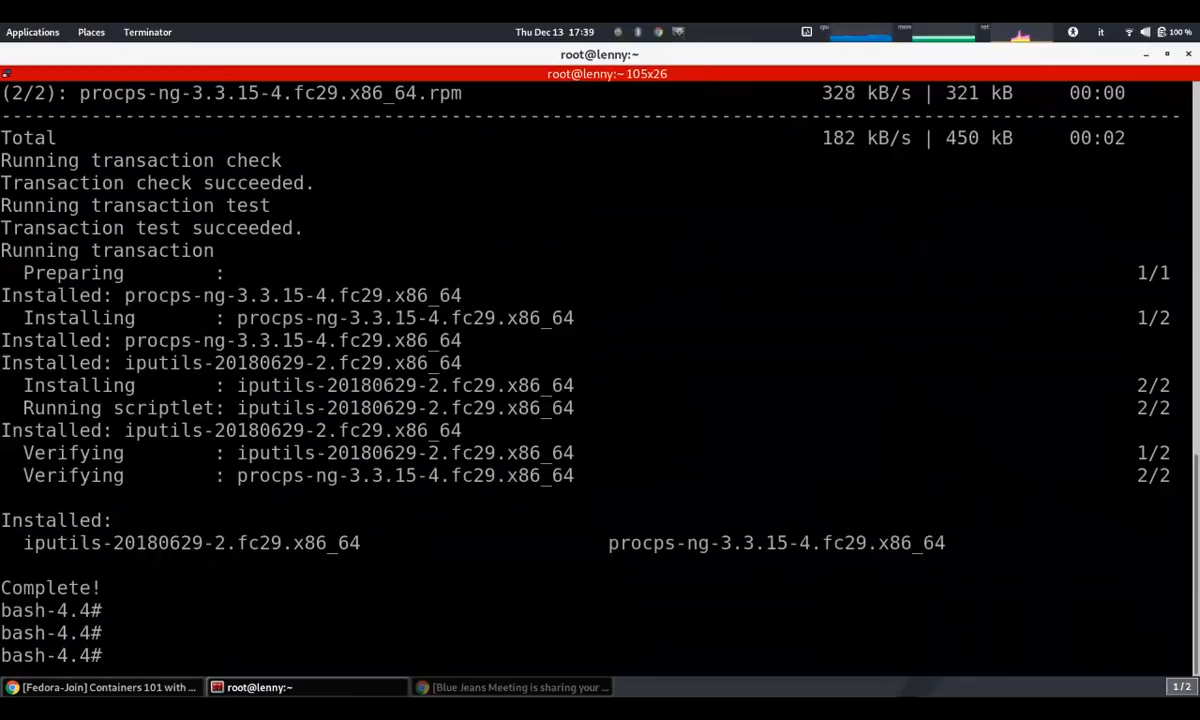 Applications Places Terminator Thu Dec 13 17:39 cpu mem net it 100 %
root@lenny:~
root@lenny:~ 105x26
(2/2): procps-ng-3.3.15-4.fc29.x86_64.rpm 328 kB/s | 321 kB 00:00
--------------------------------------------------------------------------------------------------------
Total 182 kB/s | 450 kB 00:02
Running transaction check
Transaction check succeeded.
Running transaction test
Transaction test succeeded.
Running transaction
Preparing : 1/1
Installed: procps-ng-3.3.15-4.fc29.x86_64
Installing : procps-ng-3.3.15-4.fc29.x86_64 1/2
Installed: procps-ng-3.3.15-4.fc29.x86_64
Installed: iputils-20180629-2.fc29.x86_64
Installing : iputils-20180629-2.fc29.x86_64 2/2
Running scriptlet: iputils-20180629-2.fc29.x86_64 2/2
Installed: iputils-20180629-2.fc29.x86_64
Verifying : iputils-20180629-2.fc29.x86_64 1/2
Verifying : procps-ng-3.3.15-4.fc29.x86_64 2/2
Installed:
iputils-20180629-2.fc29.x86_64 procps-ng-3.3.15-4.fc29.x86_64
Complete!
bash-4.4#
bash-4.4#
bash-4.4#
[Fedora-Join] Containers 101 with ... root@lenny:~ [Blue Jeans Meeting is sharing your ... 1/2